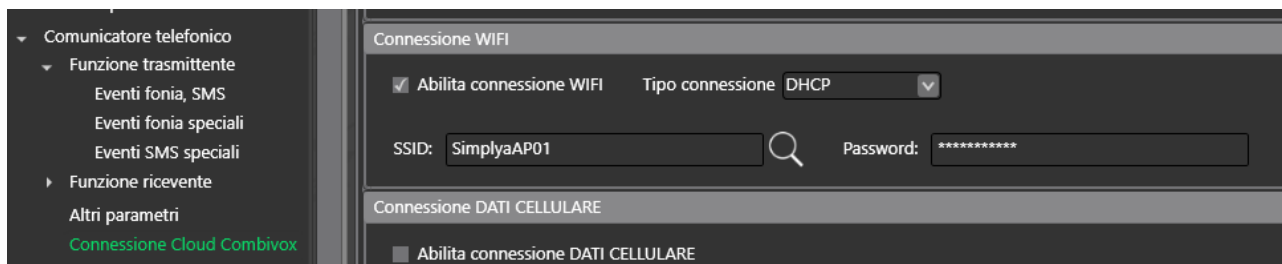 Comunicatore telefonico
Funzione trasmittente
Eventi fonia, SMS
Eventi fonia speciali
Eventi SMS speciali
Funzione ricevente
Altri parametri
Connessione Cloud Combivox
Connessione WIFI
Abilita connessione WIFI Tipo connessione DHCP
SSID: SimplyaAP01 Password: ***********
Connessione DATI CELLULARE
Abilita connessione DATI CELLULARE